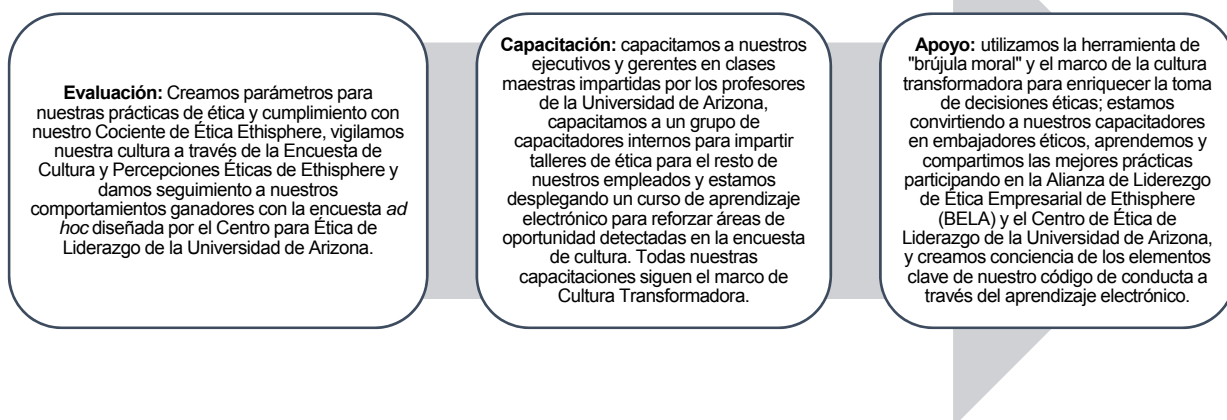 Evaluación: Creamos parámetros para
nuestras prácticas de ética y cumplimiento con
nuestro Cociente de Ética Ethisphere, vigilamos
nuestra cultura a través de la Encuesta de
Cultura y Percepciones Éticas de Ethisphere y
damos seguimiento a nuestros
comportamientos ganadores con la encuesta ad
hoc diseñada por el Centro para Ética de
Liderazgo de la Universidad de Arizona.
Capacitación: capacitamos a nuestros
ejecutivos y gerentes en clases
maestras impartidas por los profesores
de la Universidad de Arizona,
capacitamos a un grupo de
capacitadores internos para impartir
talleres de ética para el resto de
nuestros empleados y estamos
desplegando un curso de aprendizaje
electrónico para reforzar áreas de
oportunidad detectadas en la encuesta
de cultura. Todas nuestras
capacitaciones siguen el marco de
Cultura Transformadora.
Apoyo: utilizamos la herramienta de
"brújula moral" y el marco de la cultura
transformadora para enriquecer la toma
de decisiones éticas; estamos
convirtiendo a nuestros capacitadores
en embajadores éticos, aprendemos y
compartimos las mejores prácticas
participando en la Alianza de Liderezgo
de Ética Empresarial de Ethisphere
(BELA) y el Centro de Ética de
Liderazgo de la Universidad de Arizona,
y creamos conciencia de los elementos
clave de nuestro código de conducta a
través del aprendizaje electrónico.